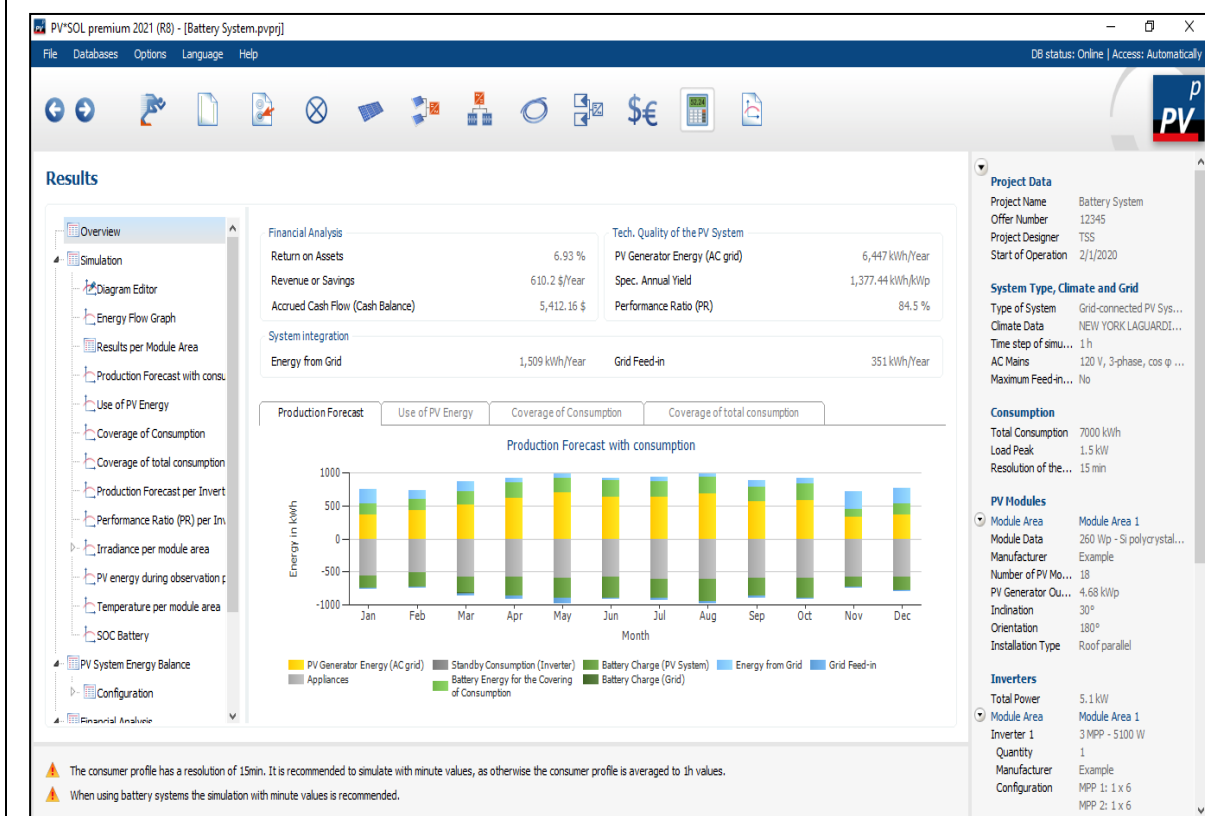 PV*SOL premium 2021 (R8) - [Battery System.pvprj]
File Databases Options Language Help
DB status: Online | Access: Automatically
$€
52.24
p
PV
Results
Overview
Simulation
Diagram Editor
Energy Flow Graph
Results per Module Area
Production Forecast with consu
Use of PV Energy
Coverage of Consumption
Coverage of total consumption
Production Forecast per Invert
Performance Ratio (PR) per Inv
Irradiance per module area
PV energy during observation p
Temperature per module area
SOC Battery
PV System Energy Balance
Configuration
Financial Analysis
Financial Analysis
Return on Assets 6.93 %
Revenue or Savings 610.2 $/Year
Accrued Cash Flow (Cash Balance) 5,412.16 $
Tech. Quality of the PV System
PV Generator Energy (AC grid) 6,447 kWh/Year
Spec. Annual Yield 1,377.44 kWh/kWp
Performance Ratio (PR) 84.5 %
System integration
Energy from Grid 1,509 kWh/Year Grid Feed-in 351 kWh/Year
Production Forecast Use of PV Energy Coverage of Consumption Coverage of total consumption
Production Forecast with consumption
Energy in kWh
1000
500
0
-500
-1000
Jan Feb Mar Apr May Jun Jul Aug Sep Oct Nov Dec
Month
PV Generator Energy (AC grid) Standby Consumption (Inverter) Battery Charge (PV System) Energy from Grid Grid Feed-in
Appliances Battery Energy for the Covering of Consumption Battery Charge (Grid)
The consumer profile has a resolution of 15min. It is recommended to simulate with minute values, as otherwise the consumer profile is averaged to 1h values.
When using battery systems the simulation with minute values is recommended.
Project Data
Project Name Battery System
Offer Number 12345
Project Designer TSS
Start of Operation 2/1/2020
System Type, Climate and Grid
Type of System Grid-connected PV Sys...
Climate Data NEW YORK LAGUARDI...
Time step of simu... 1 h
AC Mains 120 V, 3-phase, cos φ ...
Maximum Feed-in... No
Consumption
Total Consumption 7000 kWh
Load Peak 1.5 kW
Resolution of the... 15 min
PV Modules
Module Area Module Area 1
Module Data 260 Wp - Si polycrystal...
Manufacturer Example
Number of PV Mo... 18
PV Generator Ou... 4.68 kWp
Inclination 30°
Orientation 180°
Installation Type Roof parallel
Inverters
Total Power 5.1 kW
Module Area Module Area 1
Inverter 1 3 MPP - 5100 W
Quantity 1
Manufacturer Example
Configuration MPP 1: 1 x 6
MPP 2: 1 x 6